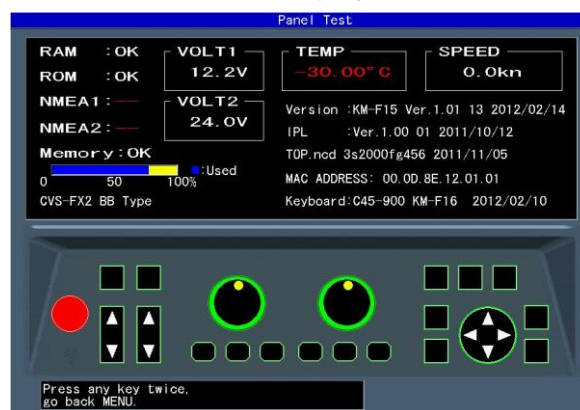 Panel Test
RAM :OK
ROM :OK
NMEA1:---
NMEA2:---
Memory:OK
0 50 100%
:Used
CVS-FX2 BB Type
VOLT1
12.2V
VOLT2
24.0V
TEMP
-30.00°C
SPEED
0.0kn
Version :KM-F15 Ver.1.01 13 2012/02/14
IPL :Ver.1.00 01 2011/10/12
TOP.ncd 3s2000fg456 2011/11/05
MAC ADDRESS: 00.0D.8E.12.01.01
Keyboard:C45-900 KM-F16 2012/02/10
Press any key twice,
go back MENU.